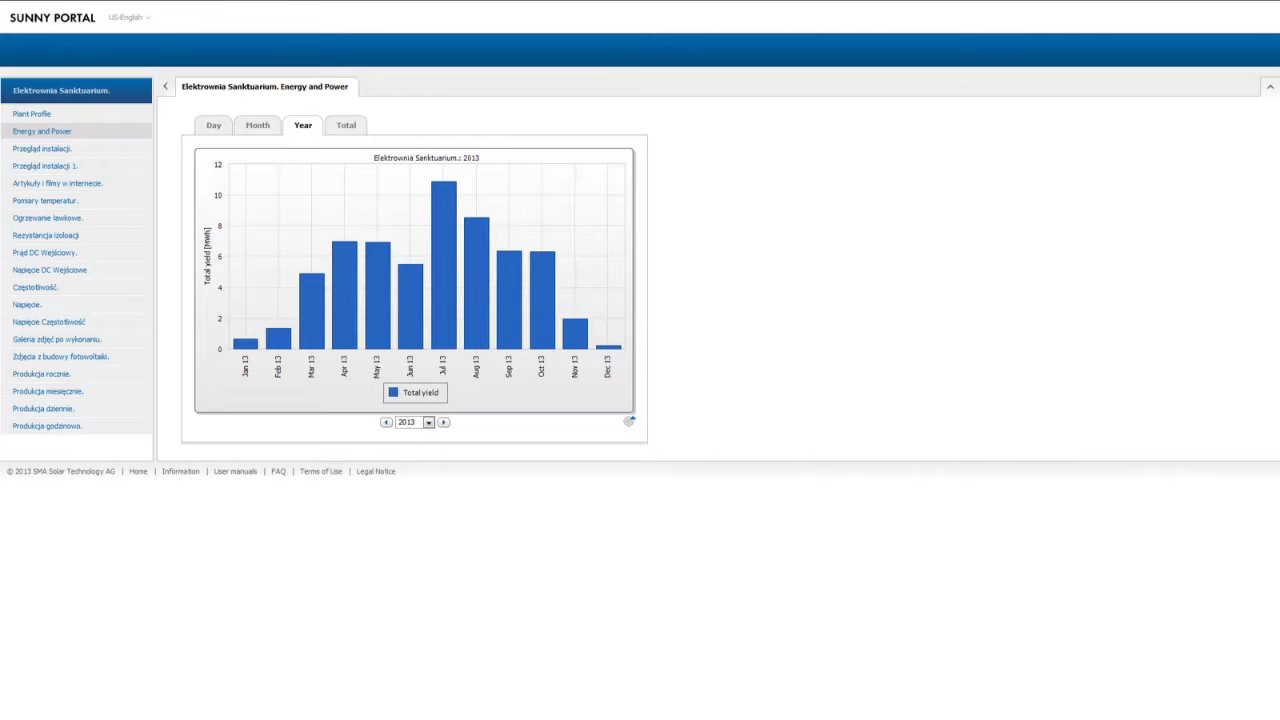 SUNNY PORTAL US-English
Elektrownia Sanktuarium.
Plant Profile
Energy and Power
Przegląd instalacji.
Przegląd instalacji 1.
Artykuły i filmy w internecie.
Pomiary temperatur.
Ogrzewanie ławkowe.
Rezystancja izoloacji
Prąd DC Wejściowy.
Napięcie DC Wejściowe
Częstotliwość.
Napięcie.
Napięcie Częstotliwość
Galeria zdjęć po wykonaniu.
Zdjęcia z budowy fotowoltaiki.
Produkcja rocznie.
Produkcja miesięcznie.
Produkcja dziennie.
Produkcja godzinowo.
Elektrownia Sanktuarium. Energy and Power
Day Month Year Total
Elektrownia Sanktuarium.: 2013
Total yield [MWh]
12
10
8
6
4
2
0
Jan 13 Feb 13 Mar 13 Apr 13 May 13 Jun 13 Jul 13 Aug 13 Sep 13 Oct 13 Nov 13 Dec 13
Total yield
2013
© 2013 SMA Solar Technology AG | Home | Information | User manuals | FAQ | Terms of Use | Legal Notice